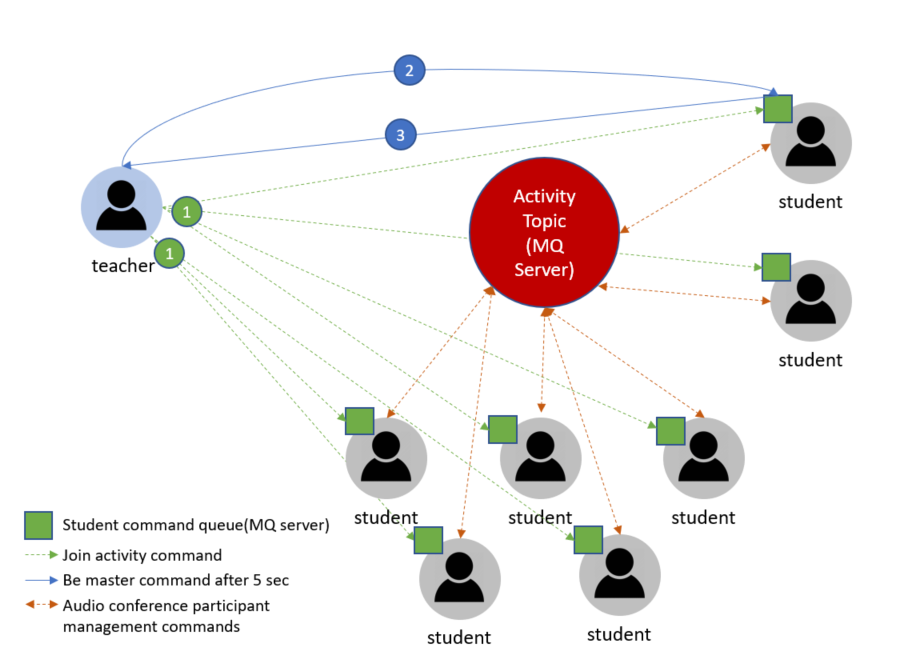 2
3
student
Activity
Topic
(MQ
Server)
1
teacher
1
student
student
student
student
Student command queue(MQ server)
Join activity command
Be master command after 5 sec
Audio conference participant
management commands
student
student